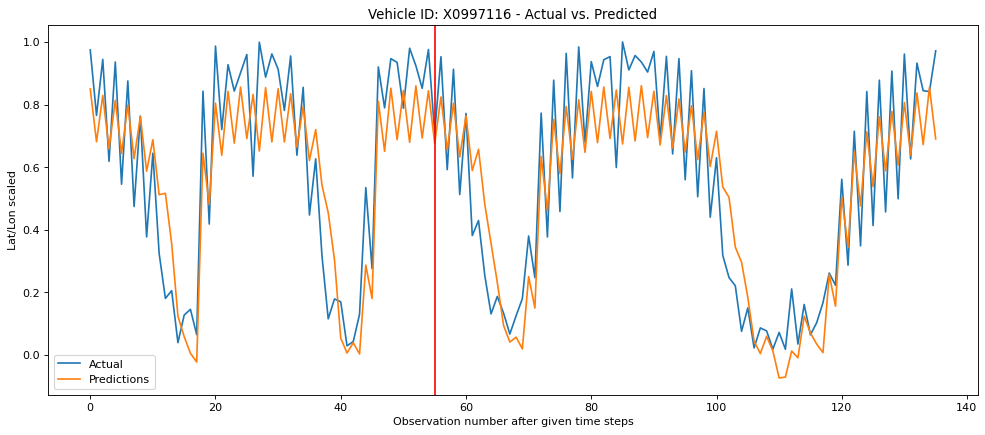 Vehicle ID: X0997116 - Actual vs. Predicted
1.0
0.8
0.6
0.4
0.2
0.0
Lat/Lon scaled
Actual
Predictions
0 20 40 60 80 100 120 140
Observation number after given time steps